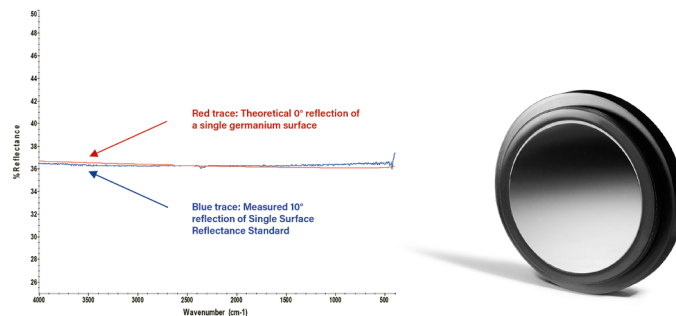 50
48
46
44
42
40
38
36
34
32
30
28
26
% Reflectance
Red trace: Theoretical 0° reflection of
a single germanium surface
Blue trace: Measured 10°
reflection of Single Surface
Reflectance Standard
4000 3500 3000 2500 2000 1500 1000 500
Wavenumber (cm-1)